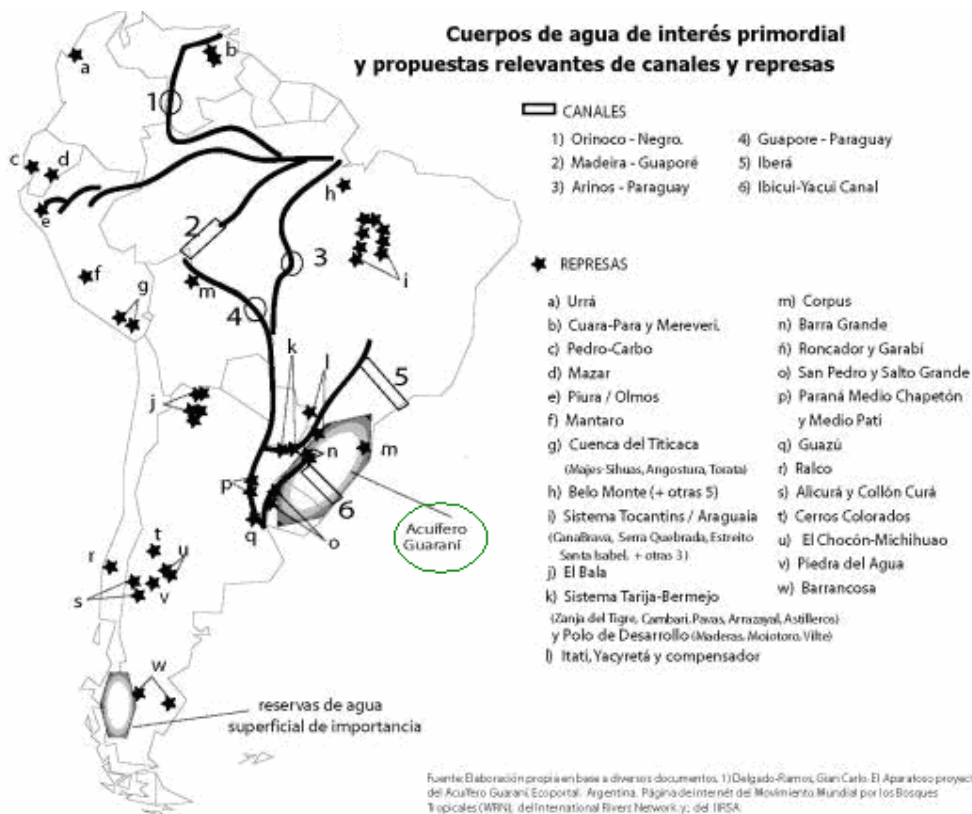 Cuerpos de agua de interés primordial
y propuestas relevantes de canales y represas
CANALES
1) Orinoco - Negro.
2) Madeira - Guaporé
3) Arinos - Paraguay
4) Guapore - Paraguay
5) Iberá
6) Ibicui-Yacui Canal
REPRESAS
a) Urrá
b) Cuara-Para y Mereveri.
c) Pedro-Carbo
d) Mazar
e) Piura / Olmos
f) Mantaro
g) Cuenca del Titicaca
(Majes-Sihuas, Angostura, Torata)
h) Belo Monte (+ otras 5)
i) Sistema Tocantins / Araguaia
(CanaBrava, Serra Quebrada, Estreito
Santa Isabel, + otras 3)
j) El Bala
k) Sistema Tarija-Bermejo
(Zanja del Tigre, Cambari, Pavas, Arrazayal, Astilleros)
y Polo de Desarrollo (Maderas, Mojotoro, Vilte)
l) Itati, Yacyretá y compensador
m) Corpus
n) Barra Grande
ñ) Roncador y Garabí
o) San Pedro y Salto Grande
p) Paraná Medio Chapetón
y Medio Pati
q) Guazú
r) Ralco
s) Alicurá y Collón Curá
t) Cerros Colorados
u) El Chocón-Michihuao
v) Piedra del Agua
w) Barrancosa
a
b
1
c
d
e
h
2
3
i
f
m
g
4
k
l
5
j
n
m
p
6
q
o
Acuífero
Guaraní
t
r
u
s
v
w
reservas de agua
superficial de importancia
Fuente: Elaboración propia en base a diversos documentos. 1) Delgado-Ramos, Gian Carlo. El Aparatoso proyect
del Acuífero Guaraní, Ecoportal. Argentina. Página de internét del Movimiento Mundial por los Bosques
Tropicales (WRN); del International Rivers Network. y; del IIRSA